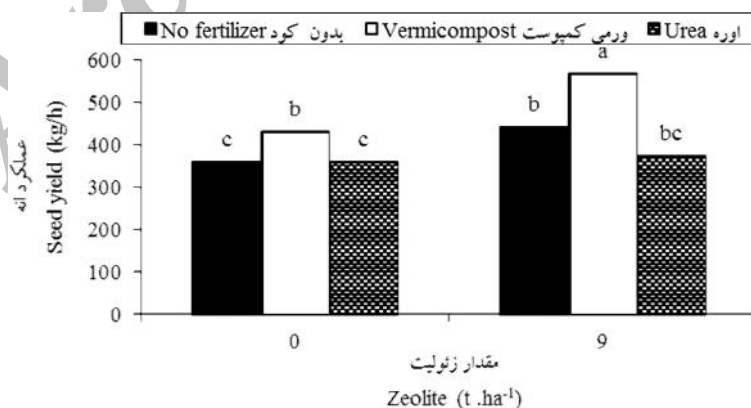 No fertilizer بدون کود Vermicompost ورمی کمپوست Urea اوره
600
500
400
300
200
100
0
عملکرد انه
Seed yield (kg/h)
c b c b a bc
0 9
مقدار زئولیت
Zeolite (t .ha⁻¹)